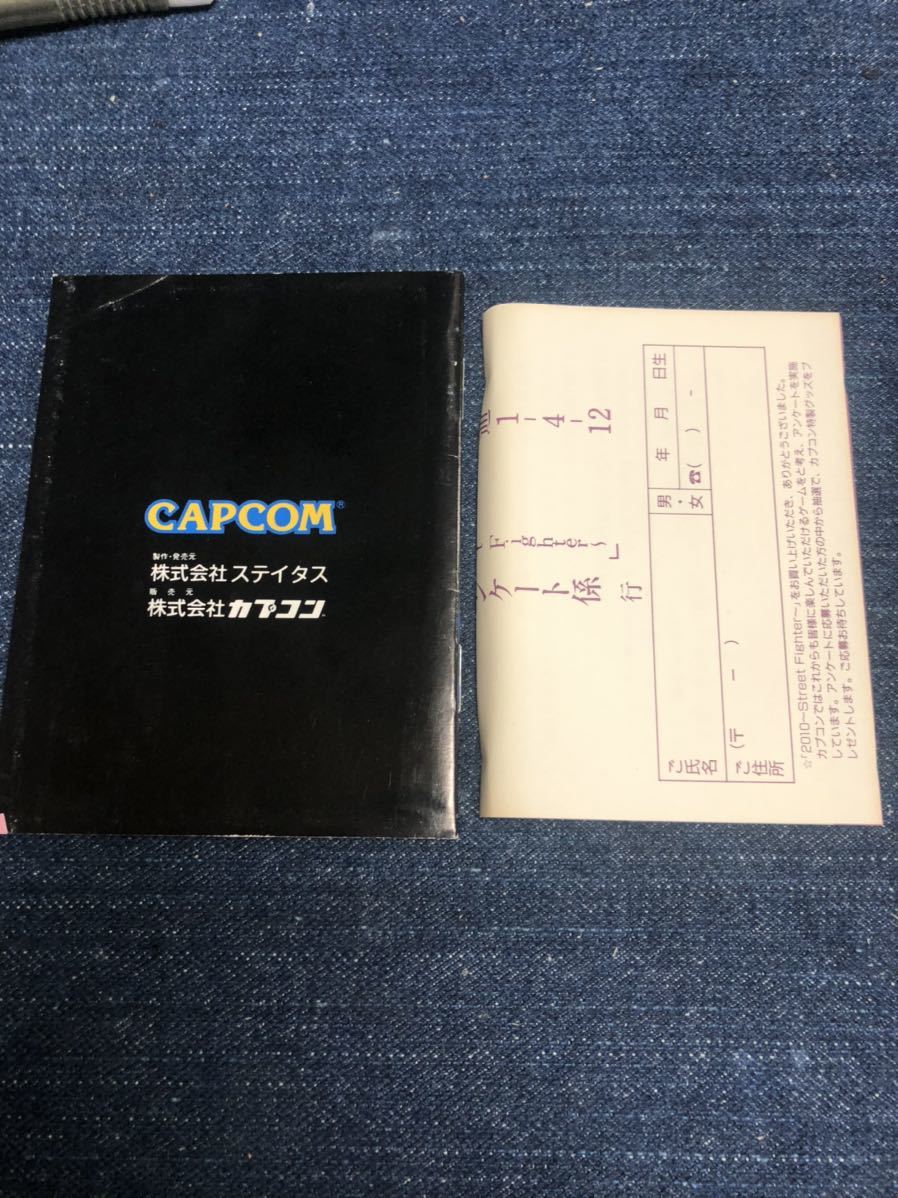 CAPCOM®
製作・発売元
株式会社ステイタス
販売元
株式会社カプコン
1-4-12
Fighter〜」
ケート係
行
ご氏名
男・女
年 月 日生
☎( ) -
ご住所
(〒 - )
☆「2010〜Street Fighter〜」をお買い上げいただき、ありがとうございました。
カプコンではこれからも皆様に楽しんでいただけるゲームをと考え、アンケートを実施
しています。アンケートに応募いただいた方の中から抽選で、カプコン特製グッズをプ
レゼントします。ご応募お待ちしています。